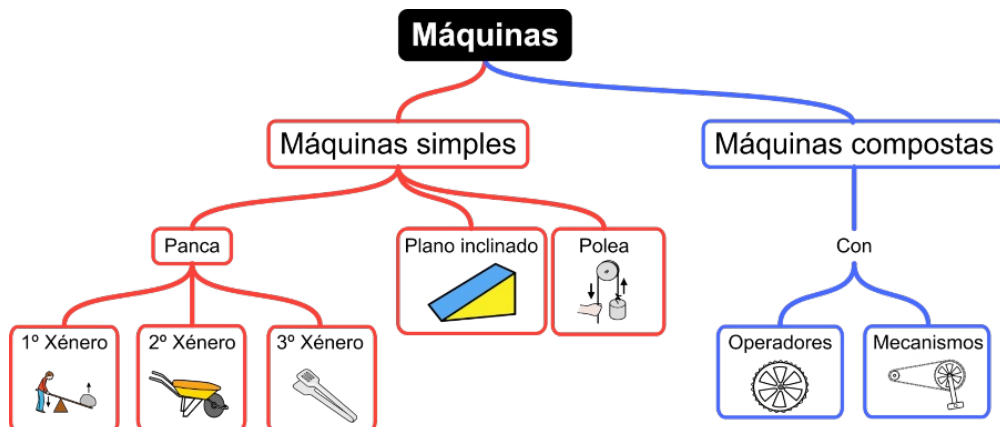 Máquinas
Máquinas simples
Máquinas compostas
Panca
Plano inclinado
Polea
Con
1º Xénero
2º Xénero
3º Xénero
Operadores
Mecanismos